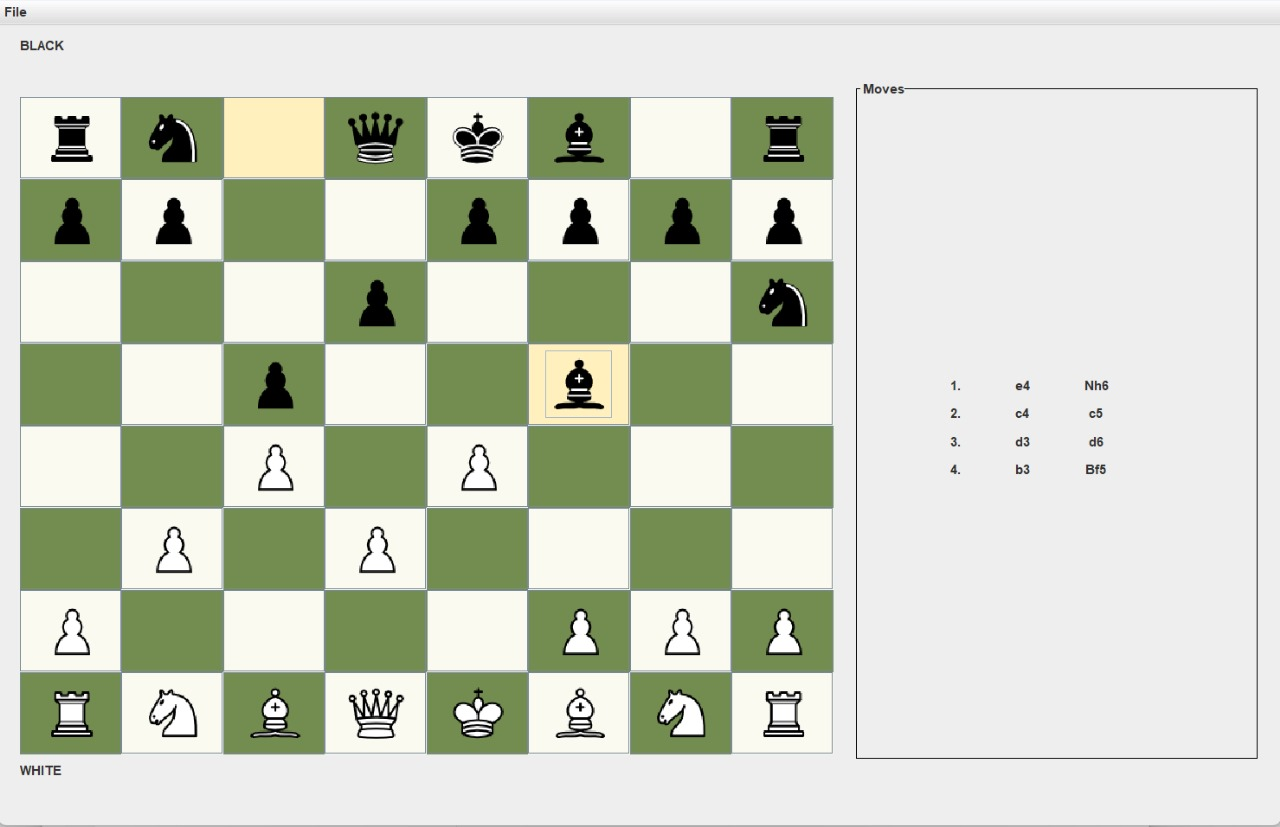 File
BLACK
Moves
1. e4 Nh6
2. c4 c5
3. d3 d6
4. b3 Bf5
WHITE